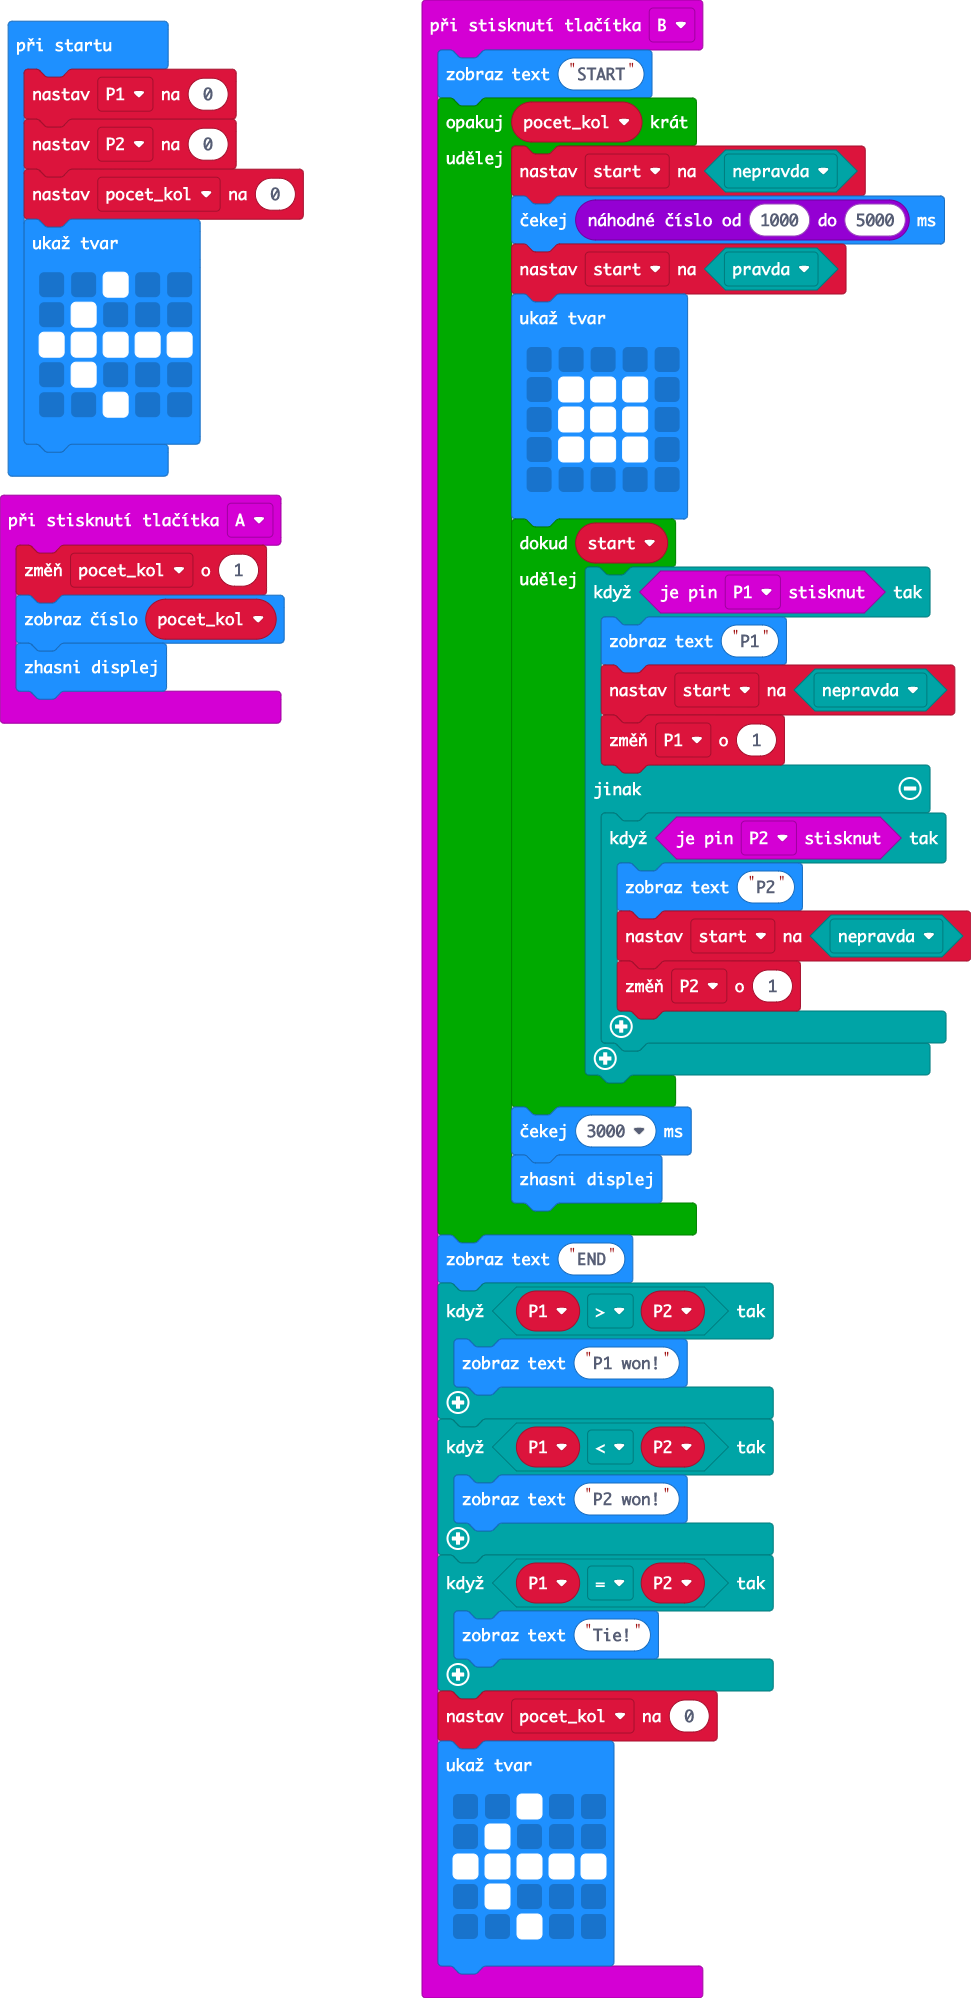 při startu
nastav P1 na 0
nastav P2 na 0
nastav pocet_kol na 0
ukaž tvar
při stisknutí tlačítka A
změň pocet_kol o 1
zobraz číslo pocet_kol
zhasni displej
při stisknutí tlačítka B
zobraz text "START"
opakuj pocet_kol krát
udělej
nastav start na nepravda
čekej náhodné číslo od 1000 do 5000 ms
nastav start na pravda
ukaž tvar
dokud start
udělej
když je pin P1 stisknut tak
zobraz text "P1"
nastav start na nepravda
změň P1 o 1
jinak
když je pin P2 stisknut tak
zobraz text "P2"
nastav start na nepravda
změň P2 o 1
čekej 3000 ms
zhasni displej
zobraz text "END"
když P1 > P2 tak
zobraz text "P1 won!"
když P1 < P2 tak
zobraz text "P2 won!"
když P1 = P2 tak
zobraz text "Tie!"
nastav pocet_kol na 0
ukaž tvar